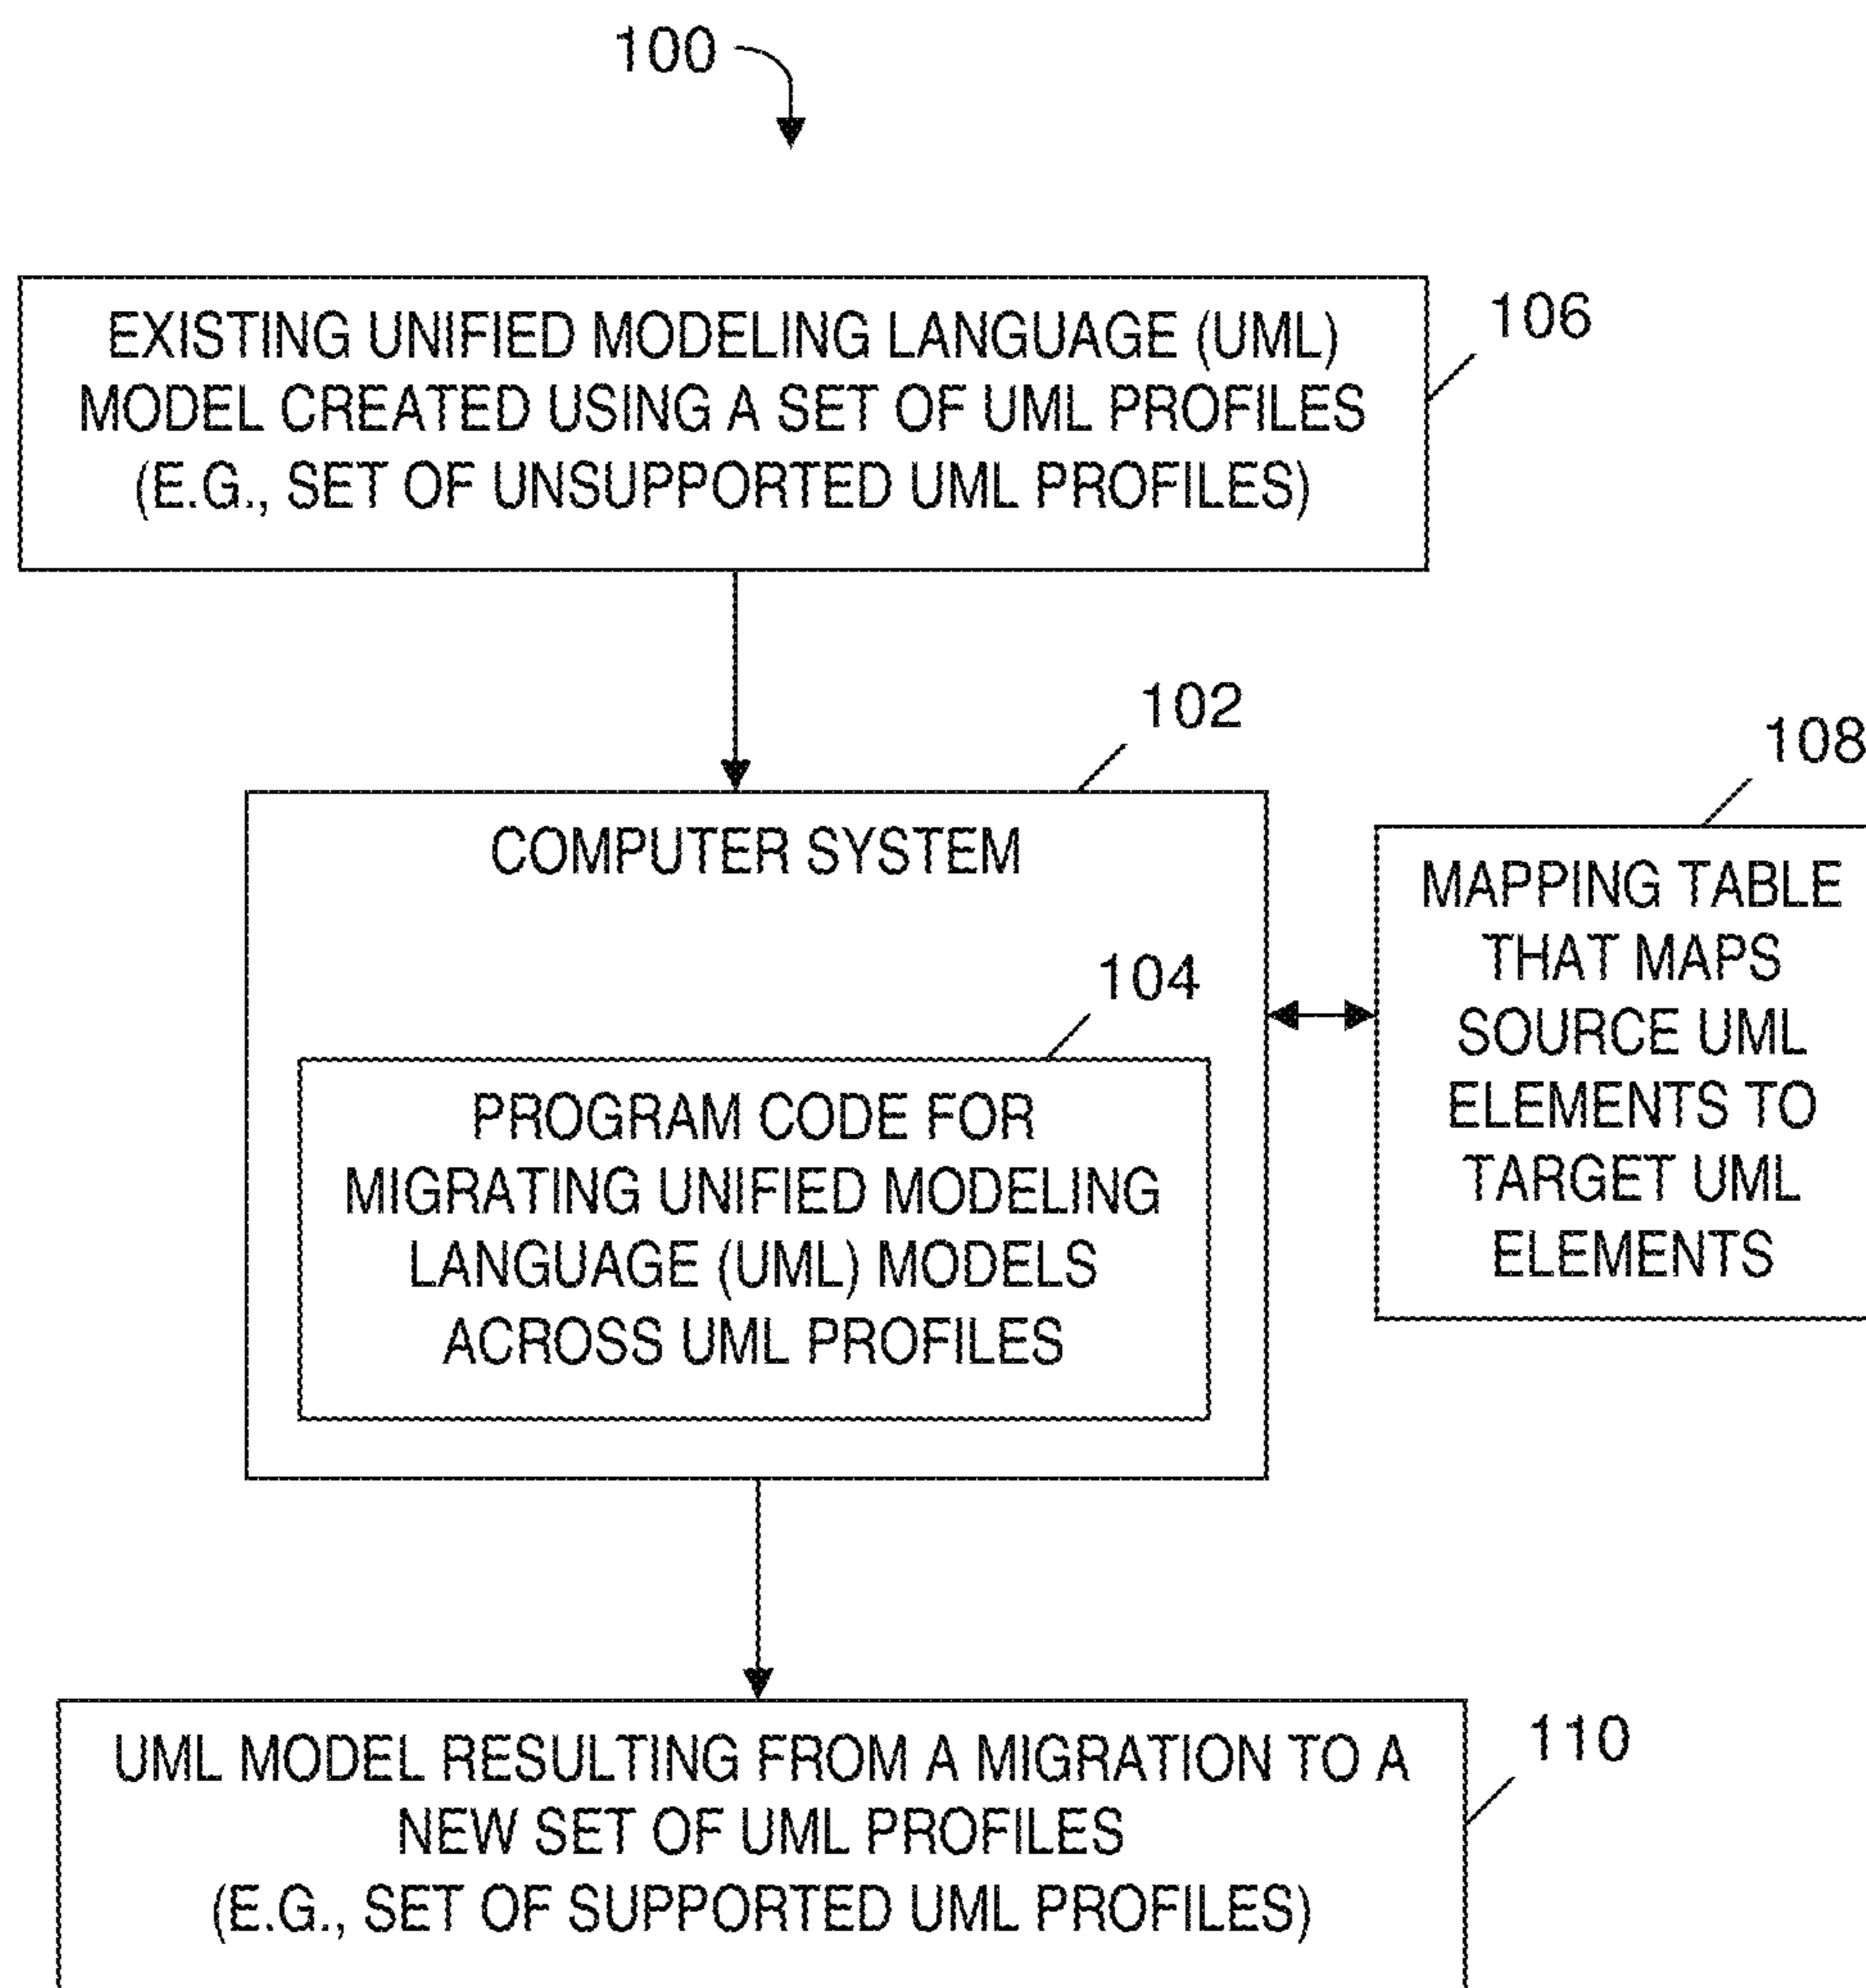 100
EXISTING UNIFIED MODELING LANGUAGE (UML)
MODEL CREATED USING A SET OF UML PROFILES
(E.G., SET OF UNSUPPORTED UML PROFILES)
106
102
COMPUTER SYSTEM
104
PROGRAM CODE FOR
MIGRATING UNIFIED MODELING
LANGUAGE (UML) MODELS
ACROSS UML PROFILES
108
MAPPING TABLE
THAT MAPS
SOURCE UML
ELEMENTS TO
TARGET UML
ELEMENTS
UML MODEL RESULTING FROM A MIGRATION TO A
NEW SET OF UML PROFILES
(E.G., SET OF SUPPORTED UML PROFILES)
110